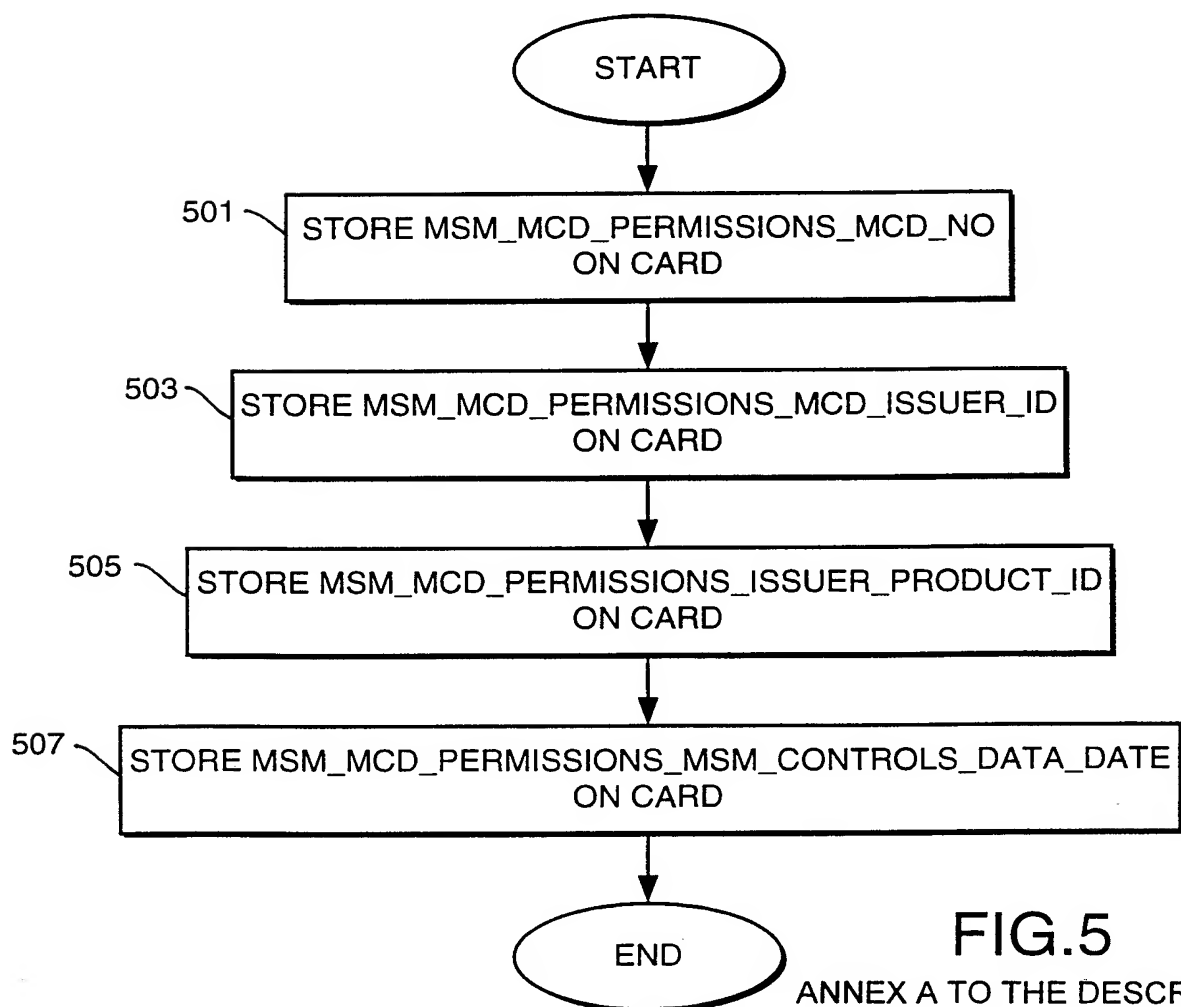 START
501
STORE MSM_MCD_PERMISSIONS_MCD_NO
ON CARD
503
STORE MSM_MCD_PERMISSIONS_MCD_ISSUER_ID
ON CARD
505
STORE MSM_MCD_PERMISSIONS_ISSUER_PRODUCT_ID
ON CARD
507
STORE MSM_MCD_PERMISSIONS_MSM_CONTROLS_DATA_DATE
ON CARD
END
FIG.5
ANNEX A TO THE DESCR